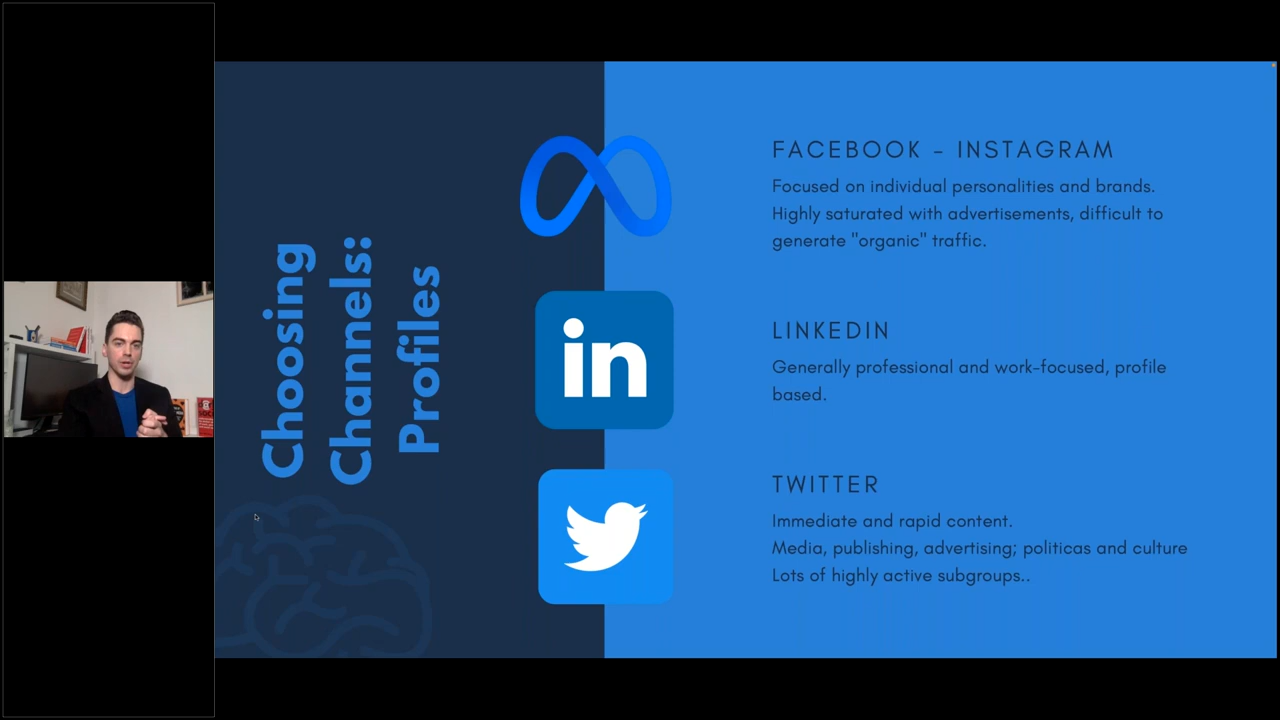 Choosing
Channels:
Profiles
FACEBOOK - INSTAGRAM
Focused on individual personalities and brands.
Highly saturated with advertisements, difficult to
generate "organic" traffic.
in
LINKEDIN
Generally professional and work-focused, profile
based.
TWITTER
Immediate and rapid content.
Media, publishing, advertising; politicas and culture
Lots of highly active subgroups..